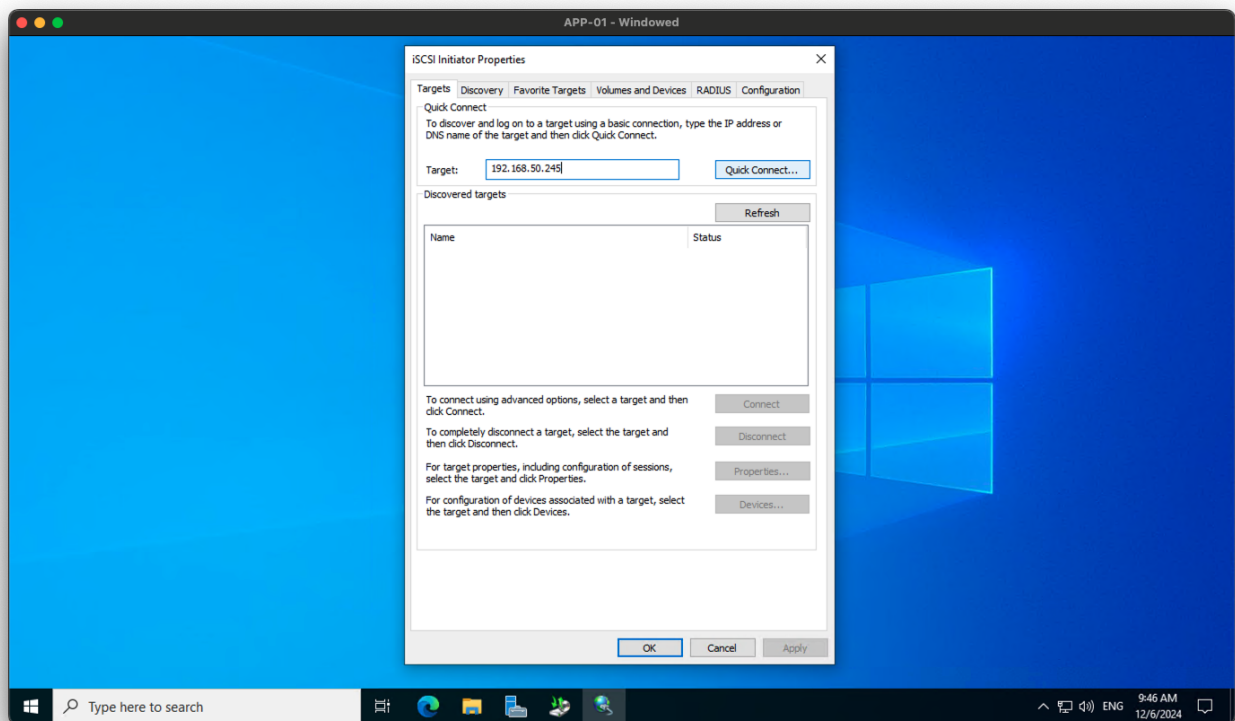 APP-01 - Windowed
iSCSI Initiator Properties
Targets Discovery Favorite Targets Volumes and Devices RADIUS Configuration
Quick Connect
To discover and log on to a target using a basic connection, type the IP address or
DNS name of the target and then click Quick Connect.
Target: 192.168.50.245 Quick Connect...
Discovered targets
Refresh
Name Status
To connect using advanced options, select a target and then
click Connect.
Connect
To completely disconnect a target, select the target and
then click Disconnect.
Disconnect
For target properties, including configuration of sessions,
select the target and click Properties.
Properties...
For configuration of devices associated with a target, select
the target and then click Devices.
Devices...
OK Cancel Apply
Type here to search
ENG
9:46 AM
12/6/2024